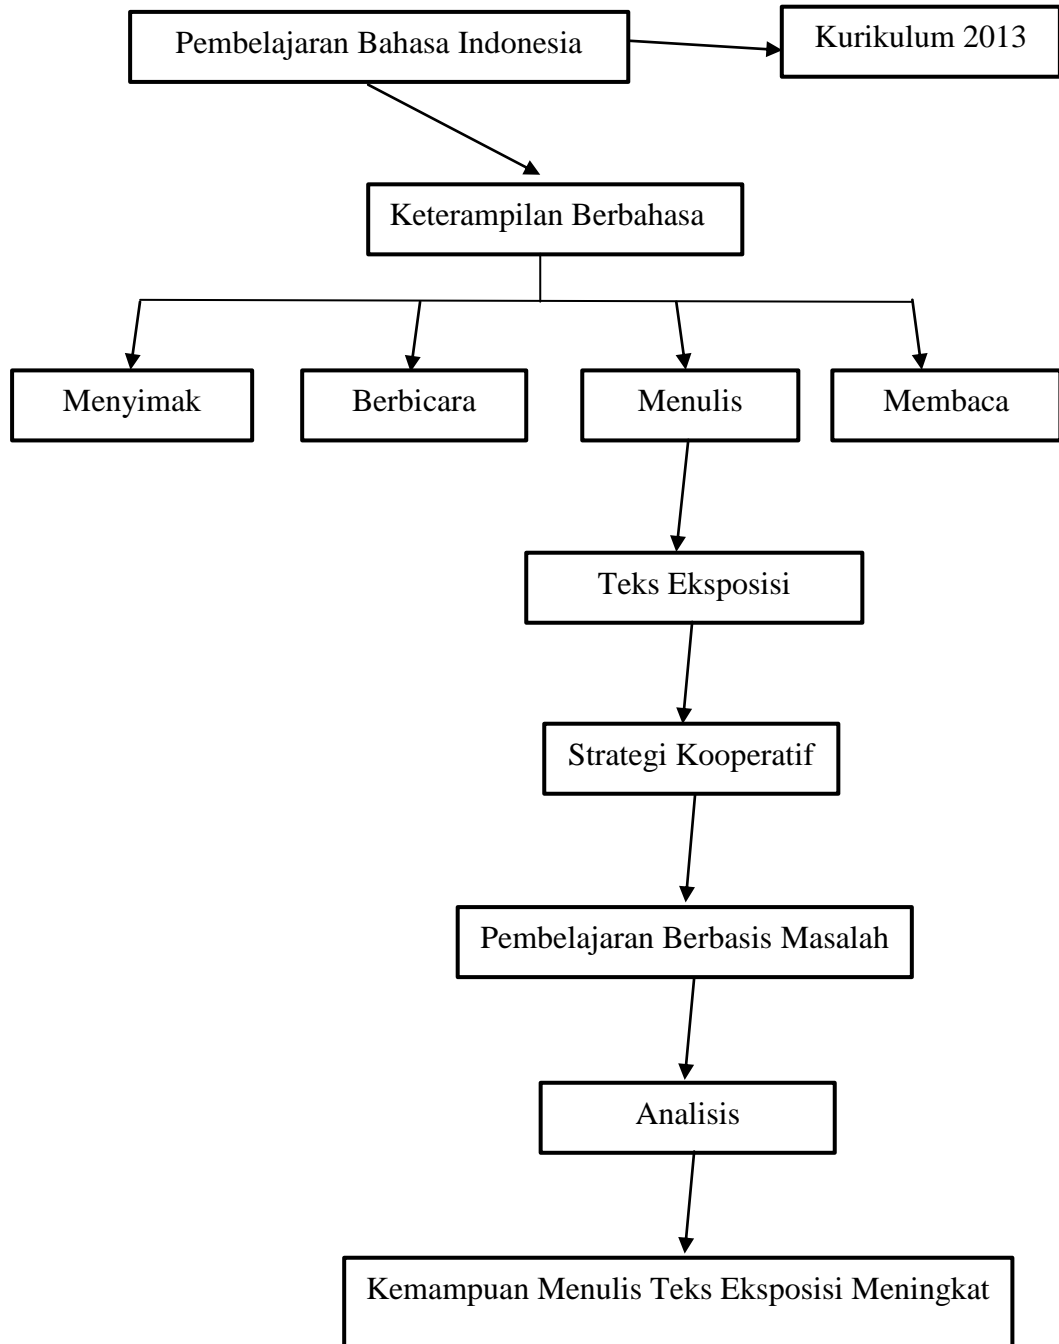 Pembelajaran Bahasa Indonesia
Kurikulum 2013
Keterampilan Berbahasa
Menyimak
Berbicara
Menulis
Membaca
Teks Eksposisi
Strategi Kooperatif
Pembelajaran Berbasis Masalah
Analisis
Kemampuan Menulis Teks Eksposisi Meningkat